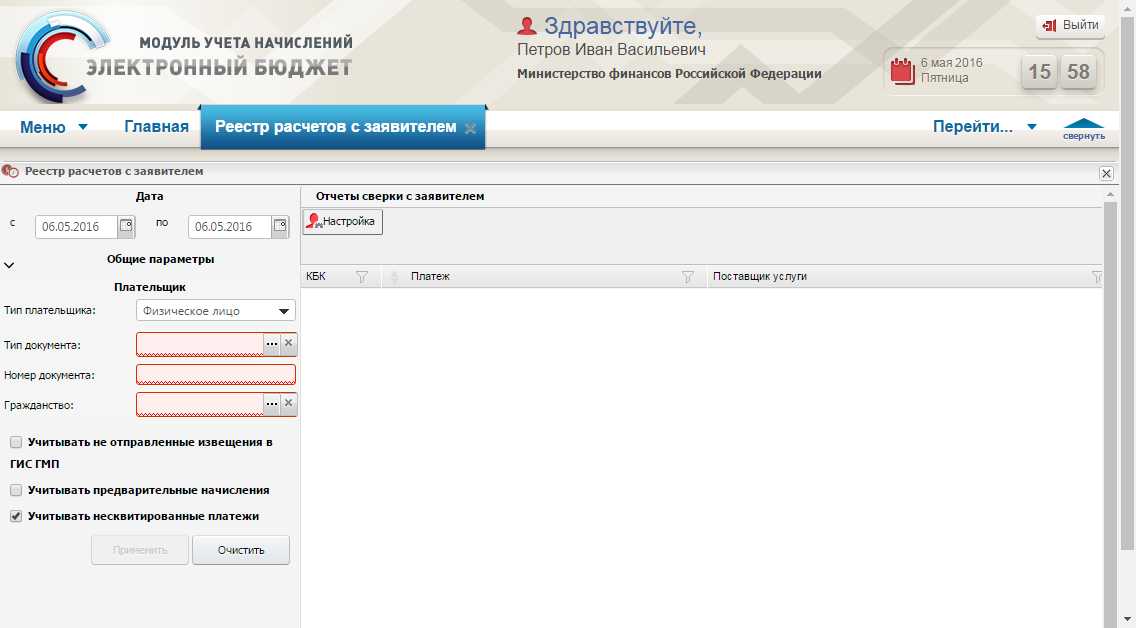 МОДУЛЬ УЧЕТА НАЧИСЛЕНИЙ
ЭЛЕКТРОННЫЙ БЮДЖЕТ
Здравствуйте,
Петров Иван Васильевич
Министерство финансов Российской Федерации
Выйти
6 мая 2016
Пятница
15 58
Меню
Главная
Реестр расчетов с заявителем
Перейти...
свернуть
Реестр расчетов с заявителем
Дата
с 06.05.2016 по 06.05.2016
Общие параметры
Плательщик
Тип плательщика: Физическое лицо
Тип документа:
Номер документа:
Гражданство:
Учитывать не отправленные извещения в
ГИС ГМП
Учитывать предварительные начисления
Учитывать несквитированные платежи
Применить Очистить
Отчеты сверки с заявителем
Настройка
КБК Платеж Поставщик услуги